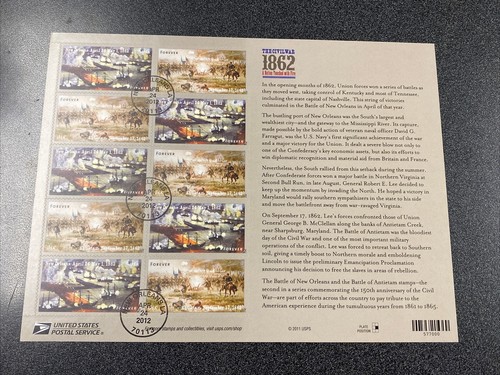 THE CIVIL WAR
1862
A Nation Touched with Fire
In the opening months of 1862, Union forces won a series of battles as
they moved west, taking control of Kentucky and most of Tennessee,
including the state capital of Nashville. This string of victories
culminated in the Battle of New Orleans in April of that year.
The bustling port of New Orleans was the South's largest and
wealthiest city—and the gateway to the Mississippi River. Its capture,
made possible by the bold action of veteran naval officer David G.
Farragut, was the U.S. Navy's first significant achievement of the war
and a major victory for the Union. It dealt a severe blow not only to
one of the Confederacy's key economic assets, but also its efforts to
win diplomatic recognition and material aid from Britain and France.
Nevertheless, the South rallied from this setback during the summer.
After Confederate forces won a major battle in Northern Virginia at
Second Bull Run, in late August, General Robert E. Lee decided to
keep up the momentum by invading the North. He hoped a victory in
Maryland would rally southern sympathizers in the state to his side
and move the battlefront away from war-ravaged Virginia.
On September 17, 1862, Lee's forces confronted those of Union
General George B. McClellan along the banks of Antietam Creek,
near Sharpsburg, Maryland. The Battle of Antietam was the bloodiest
day of the Civil War and one of the most important military
operations of the conflict. Lee was forced to retreat back to Southern
soil, giving a timely boost to Northern morale and emboldening
Lincoln to issue the preliminary Emancipation Proclamation
announcing his decision to free the slaves in areas of rebellion.
The Battle of New Orleans and the Battle of Antietam stamps—the
second in a series commemorating the 150th anniversary of the Civil
War—are part of efforts across the country to pay tribute to the
American experience during the tumultuous years from 1861 to 1865.
FOREVER
FOREVER
FOREVER
FOREVER
FOREVER
24
2012
24
2012
70113
UNITED STATES
POSTAL SERVICE
stamps and collectibles, visit usps.com/shop
© 2011 USPS
PLATE
POSITION
577600